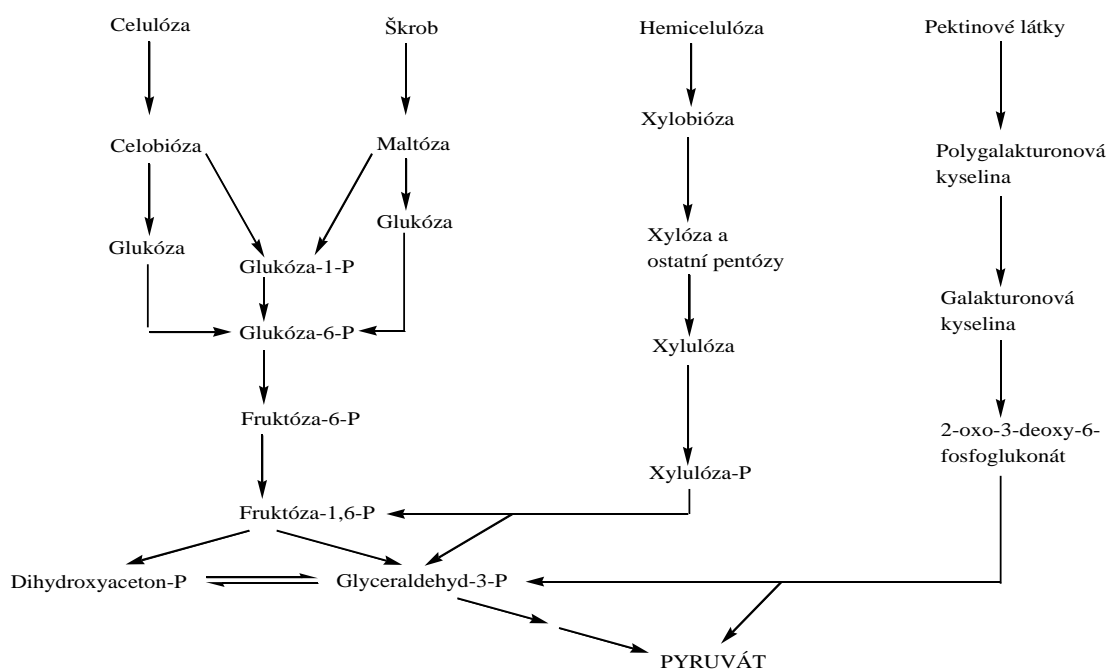 Celulóza
Škrob
Hemicelulóza
Pektinové látky
Xylobióza
Celobióza
Maltóza
Polygalakturonová
kyselina
Glukóza
Glukóza
Xylóza a
ostatní pentózy
Glukóza-1-P
Galakturonová
kyselina
Glukóza-6-P
Xylulóza
Fruktóza-6-P
2-oxo-3-deoxy-6-
fosfoglukonát
Xylulóza-P
Fruktóza-1,6-P
Dihydroxyaceton-P
Glyceraldehyd-3-P
PYRUVÁT